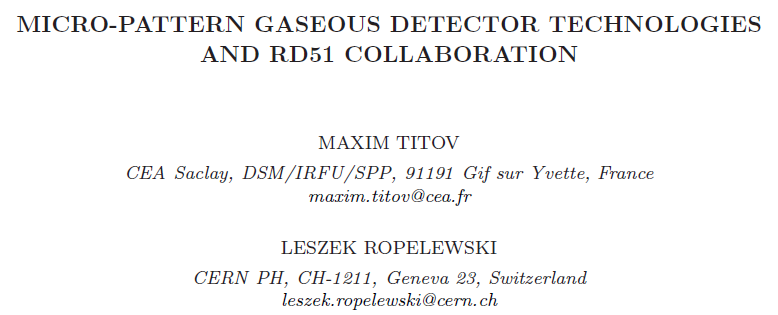 MICRO-PATTERN GASEOUS DETECTOR TECHNOLOGIES
AND RD51 COLLABORATION
MAXIM TITOV
CEA Saclay, DSM/IRFU/SPP, 91191 Gif sur Yvette, France
maxim.titov@cea.fr
LESZEK ROPELEWSKI
CERN PH, CH-1211, Geneva 23, Switzerland
leszek.ropelewski@cern.ch